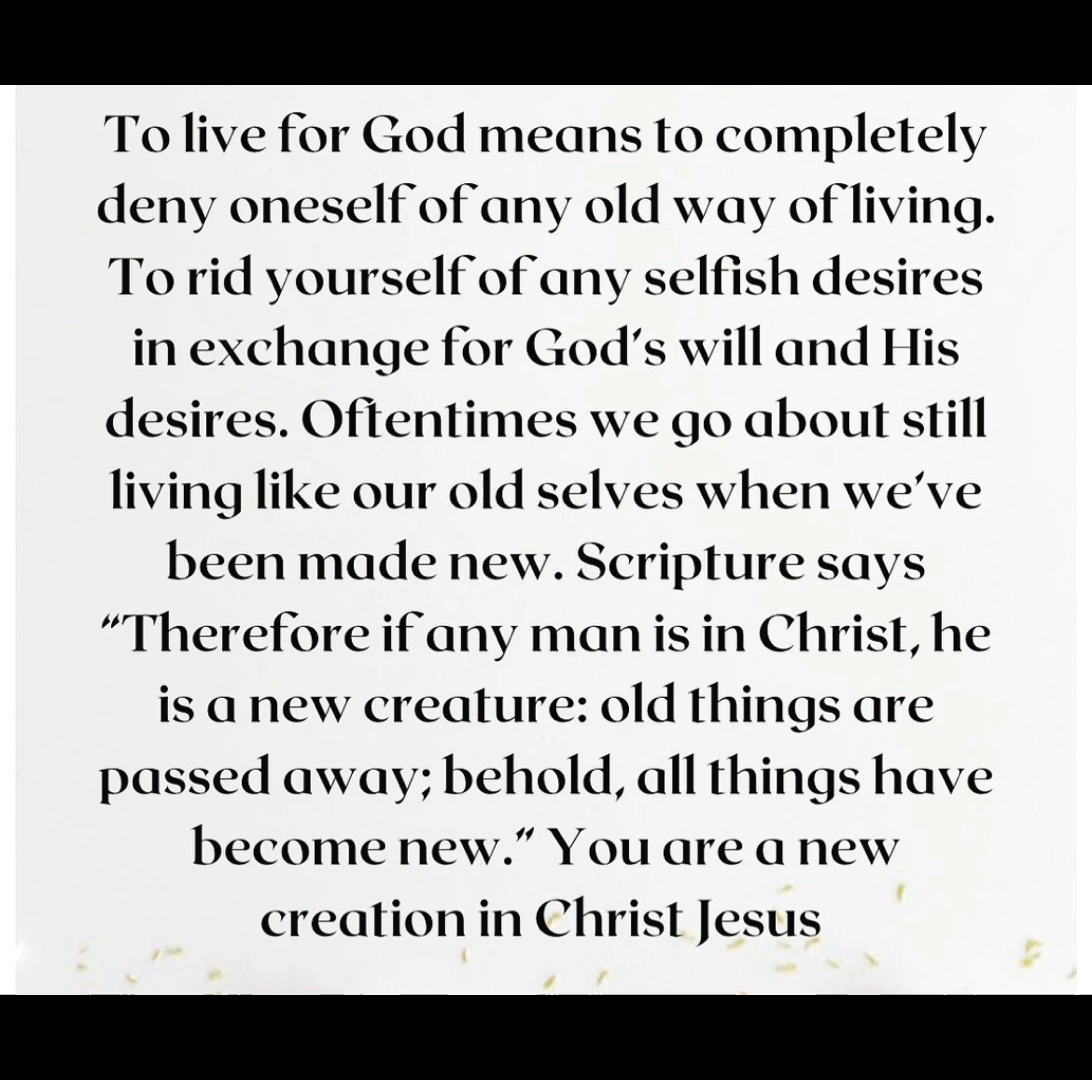 To live for God means to completely
deny oneself of any old way of living.
To rid yourself of any selfish desires
in exchange for God's will and His
desires. Oftentimes we go about still
living like our old selves when we've
been made new. Scripture says
“Therefore if any man is in Christ, he
is a new creature: old things are
passed away; behold, all things have
become new.” You are a new
creation in Christ Jesus